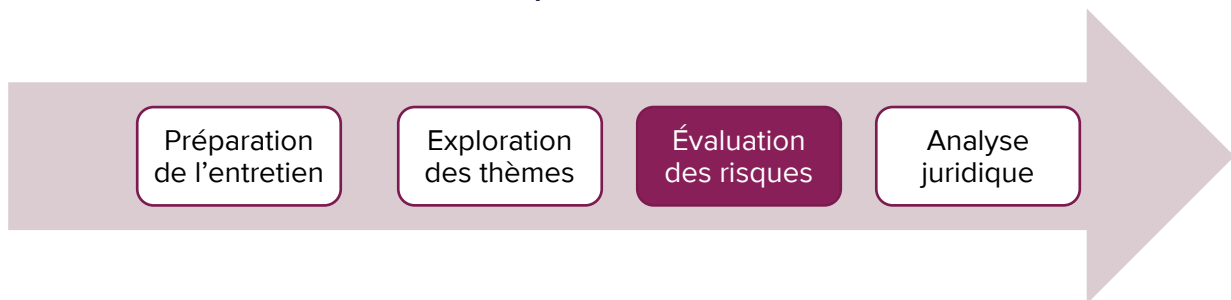 Préparation
de l’entretien
Exploration
des thèmes
Évaluation
des risques
Analyse
juridique